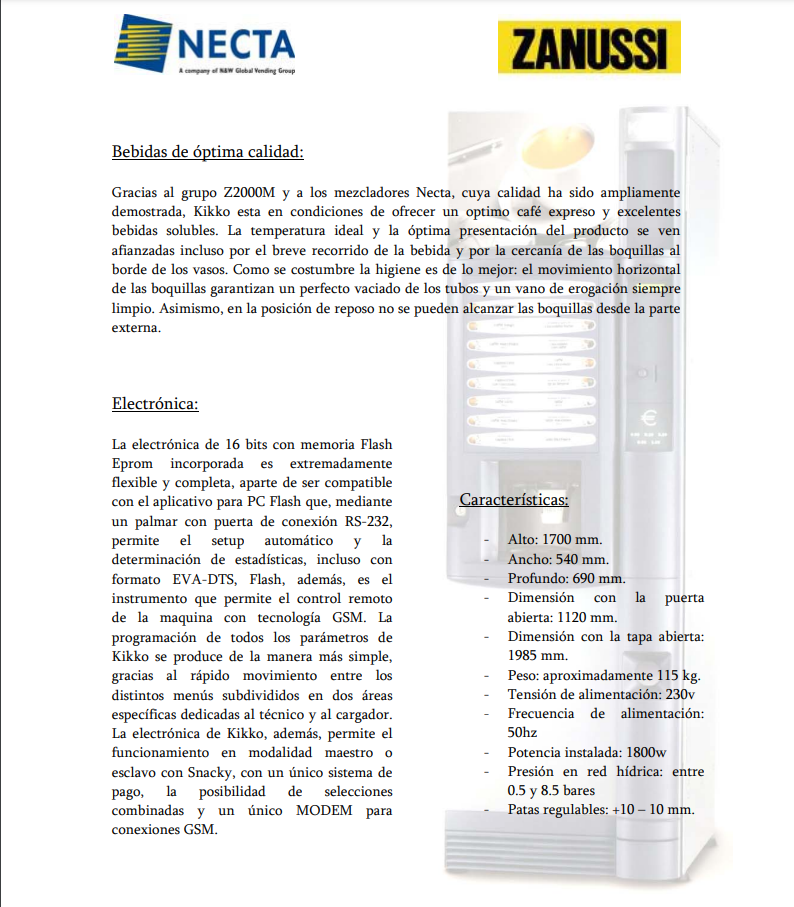 NECTA
A company of N&W Global Vending Group
ZANUSSI
Bebidas de óptima calidad:
Gracias al grupo Z2000M y a los mezcladores Necta, cuya calidad ha sido ampliamente
demostrada, Kikko esta en condiciones de ofrecer un optimo café expreso y excelentes
bebidas solubles. La temperatura ideal y la óptima presentación del producto se ven
afianzadas incluso por el breve recorrido de la bebida y por la cercanía de las boquillas al
borde de los vasos. Como se costumbre la higiene es de lo mejor: el movimiento horizontal
de las boquillas garantizan un perfecto vaciado de los tubos y un vano de erogación siempre
limpio. Asimismo, en la posición de reposo no se pueden alcanzar las boquillas desde la parte
externa.
Electrónica:
La electrónica de 16 bits con memoria Flash
Eprom incorporada es extremadamente
flexible y completa, aparte de ser compatible
con el aplicativo para PC Flash que, mediante
un palmar con puerta de conexión RS-232,
permite el setup automático y la
determinación de estadísticas, incluso con
formato EVA-DTS, Flash, además, es el
instrumento que permite el control remoto
de la maquina con tecnología GSM. La
programación de todos los parámetros de
Kikko se produce de la manera más simple,
gracias al rápido movimiento entre los
distintos menús subdivididos en dos áreas
específicas dedicadas al técnico y al cargador.
La electrónica de Kikko, además, permite el
funcionamiento en modalidad maestro o
esclavo con Snacky, con un único sistema de
pago, la posibilidad de selecciones
combinadas y un único MODEM para
conexiones GSM.
Características:
- Alto: 1700 mm.
- Ancho: 540 mm.
- Profundo: 690 mm.
- Dimensión con la puerta
abierta: 1120 mm.
- Dimensión con la tapa abierta:
1985 mm.
- Peso: aproximadamente 115 kg.
- Tensión de alimentación: 230v
- Frecuencia de alimentación:
50hz
- Potencia instalada: 1800w
- Presión en red hídrica: entre
0.5 y 8.5 bares
- Patas regulables: +10 – 10 mm.
€